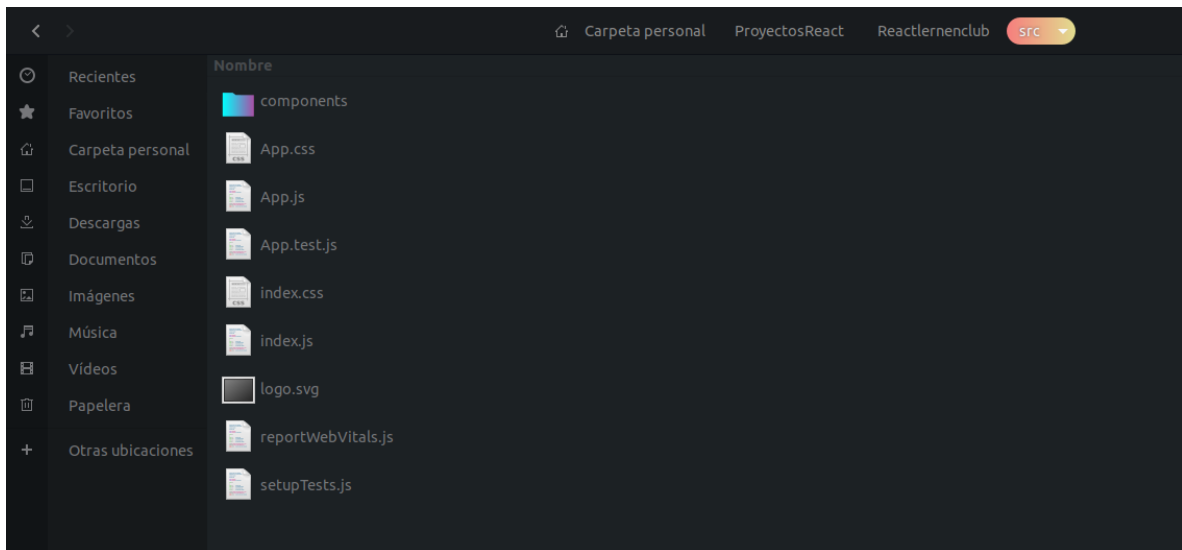 Carpeta personal ProyectosReact Reactlernenclub src
Recientes
Favoritos
Carpeta personal
Escritorio
Descargas
Documentos
Imágenes
Música
Vídeos
Papelera
Otras ubicaciones
Nombre
components
App.css
App.js
App.test.js
index.css
index.js
logo.svg
reportWebVitals.js
setupTests.js